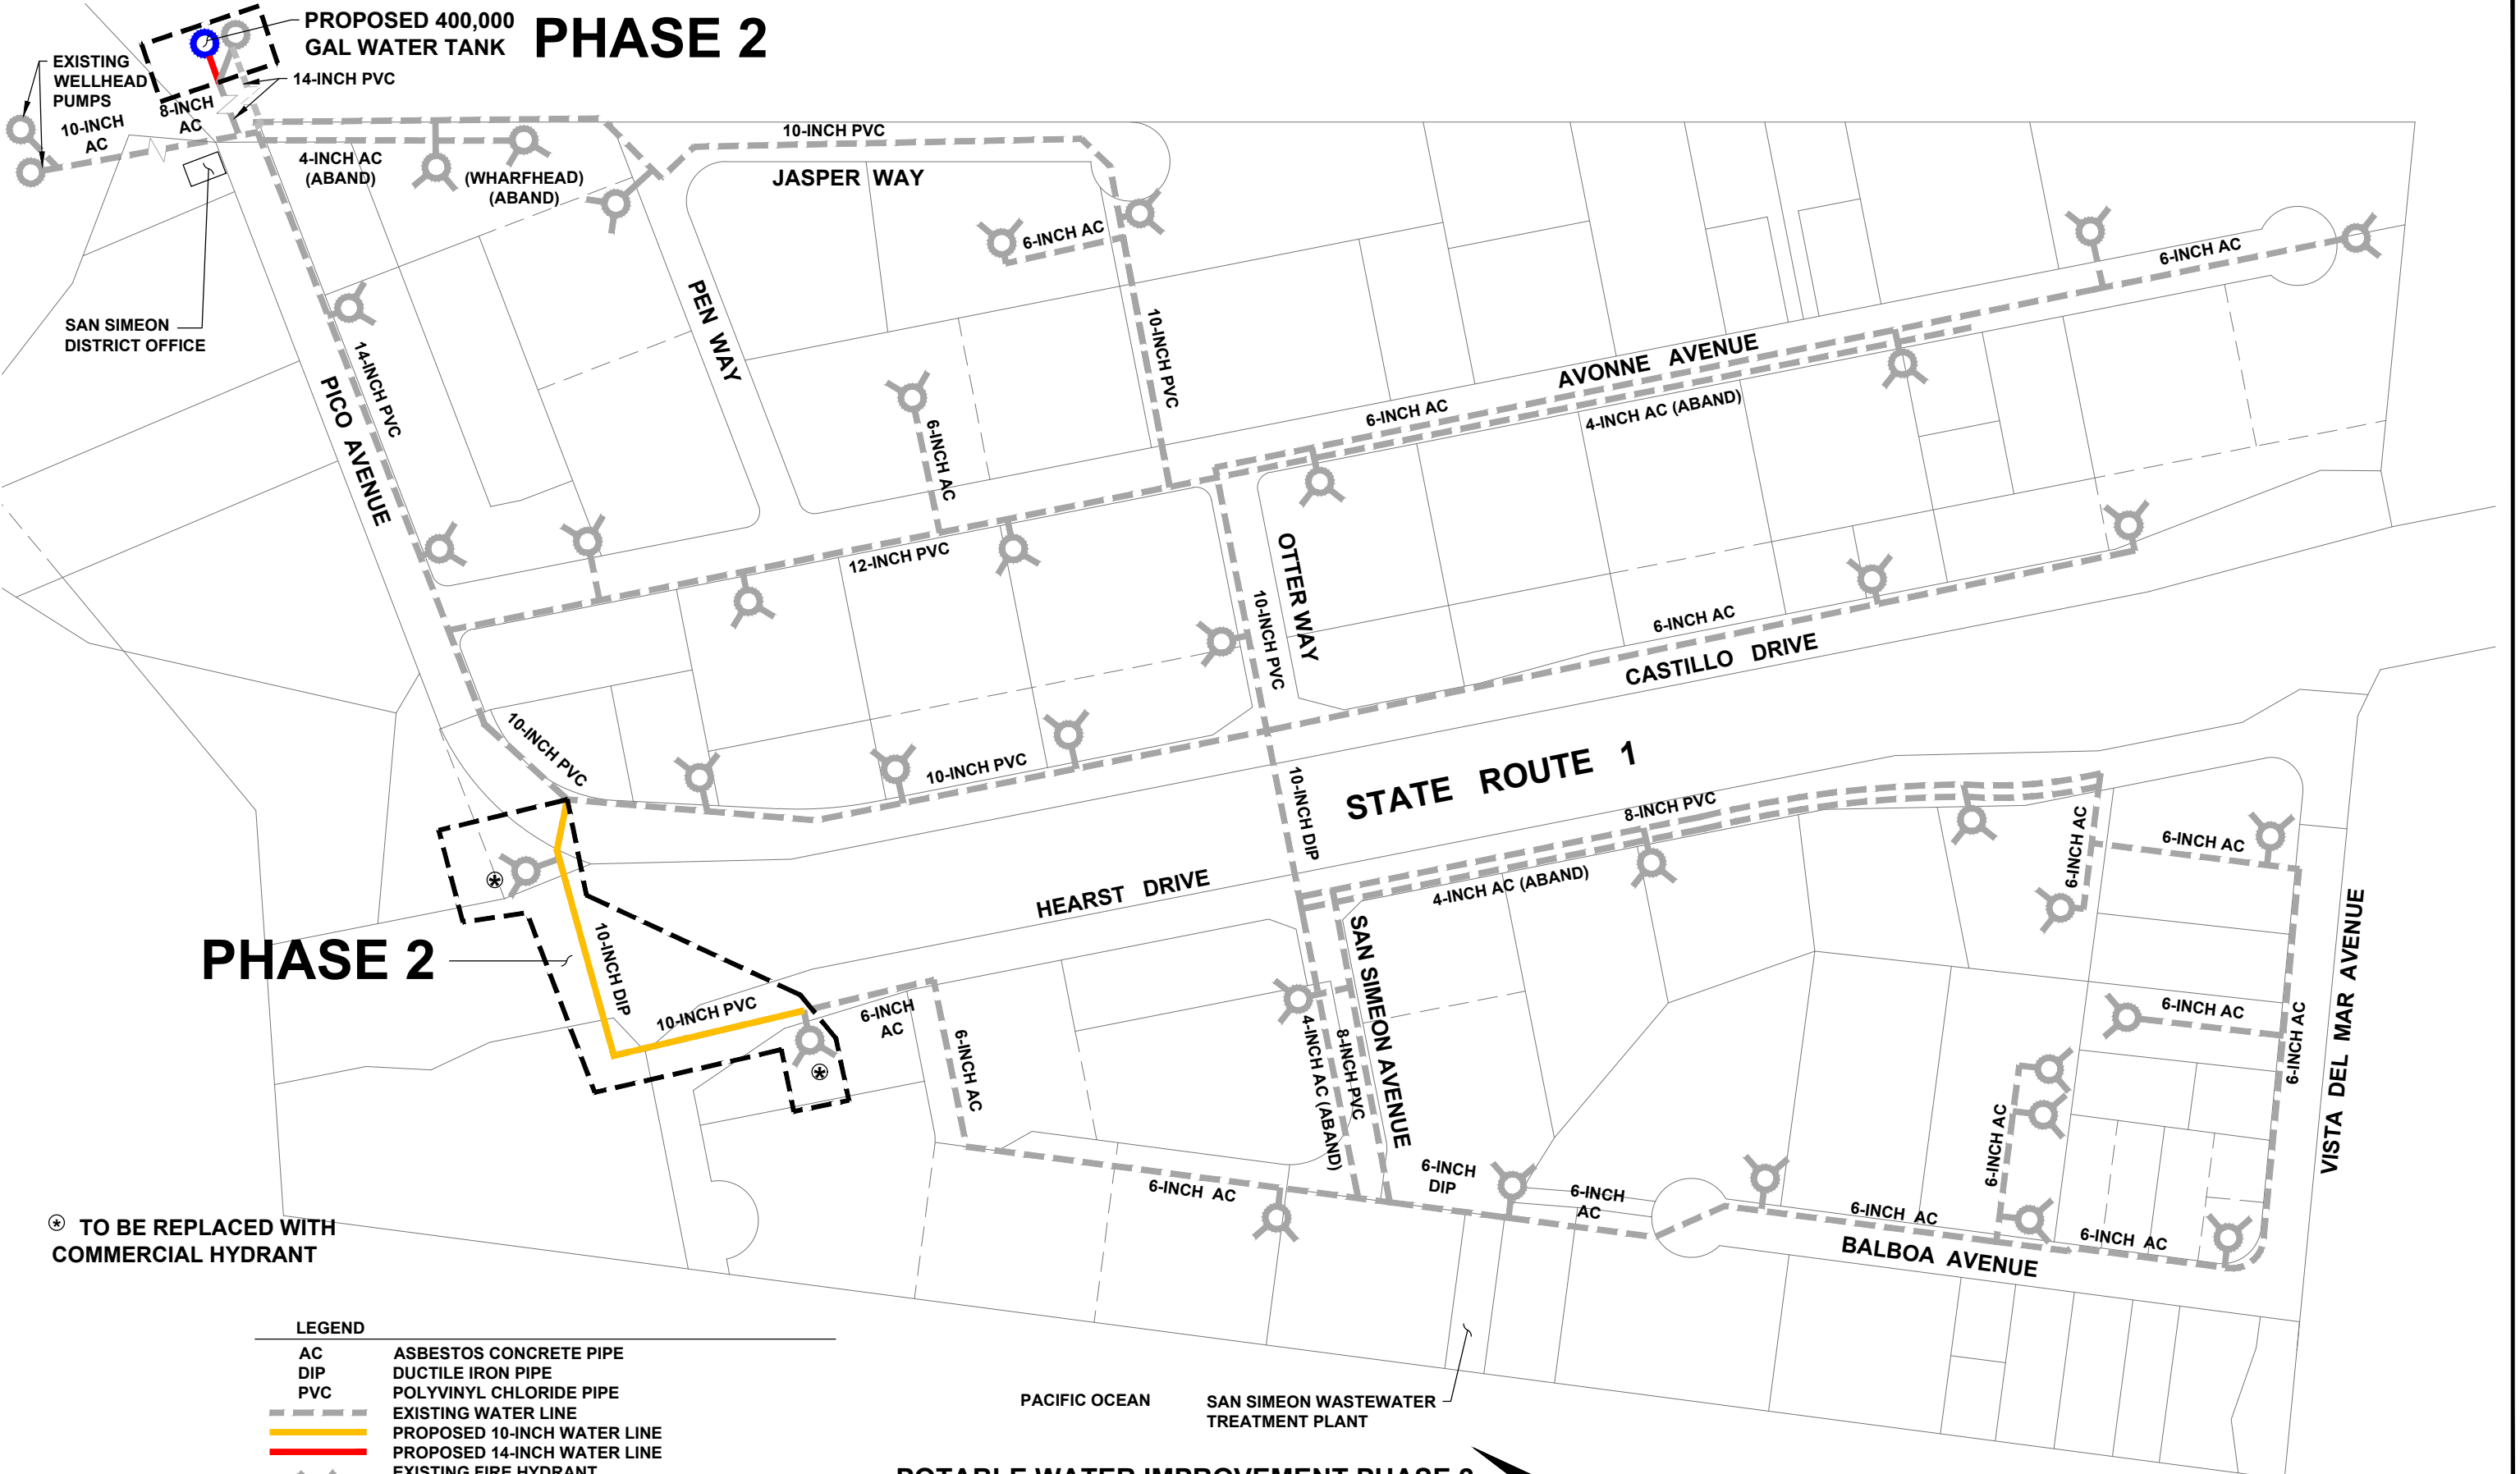 PROPOSED 400,000
GAL WATER TANK
PHASE 2
EXISTING
WELLHEAD
PUMPS
14-INCH PVC
8-INCH
AC
10-INCH
AC
4-INCH AC
(ABAND)
(WHARFHEAD)
(ABAND)
10-INCH PVC
JASPER WAY
6-INCH AC
6-INCH AC
SAN SIMEON
DISTRICT OFFICE
PEN WAY
10-INCH PVC
14-INCH PVC
PICO AVENUE
AVONNE AVENUE
6-INCH AC
4-INCH AC (ABAND)
6-INCH AC
12-INCH PVC
OTTER WAY
10-INCH PVC
6-INCH AC
CASTILLO DRIVE
10-INCH PVC
10-INCH PVC
STATE ROUTE 1
10-INCH DIP
8-INCH PVC
4-INCH AC (ABAND)
HEARST DRIVE
6-INCH AC
6-INCH AC
PHASE 2
10-INCH DIP
10-INCH PVC
6-INCH
AC
6-INCH AC
SAN SIMEON AVENUE
4-INCH AC (ABAND)
8-INCH PVC
6-INCH AC
6-INCH AC
VISTA DEL MAR AVENUE
6-INCH AC
6-INCH AC
6-INCH
DIP
6-INCH
AC
6-INCH AC
6-INCH AC
BALBOA AVENUE
TO BE REPLACED WITH
COMMERCIAL HYDRANT
LEGEND
AC ASBESTOS CONCRETE PIPE
DIP DUCTILE IRON PIPE
PVC POLYVINYL CHLORIDE PIPE
EXISTING WATER LINE
PROPOSED 10-INCH WATER LINE
PROPOSED 14-INCH WATER LINE
EXISTING FIRE HYDRANT
PACIFIC OCEAN
SAN SIMEON WASTEWATER
TREATMENT PLANT
POTABLE WATER IMPROVEMENT PHASE 2